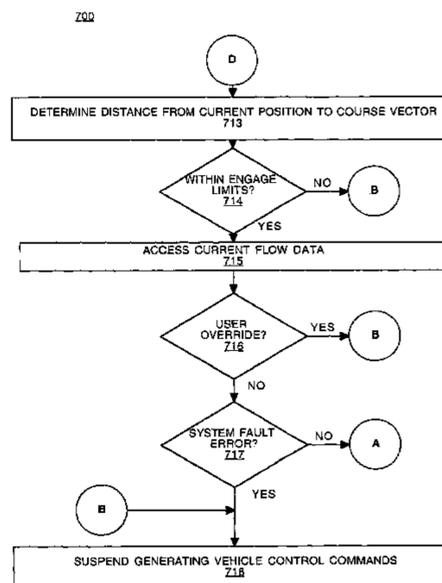 700
D
DETERMINE DISTANCE FROM CURRENT POSITION TO COURSE VECTOR
713
WITHIN ENGAGE
LIMITS?
714
NO
B
YES
ACCESS CURRENT FLOW DATA
715
USER
OVERRIDE?
716
YES
B
NO
SYSTEM FAULT
ERROR?
717
NO
A
B
YES
SUSPEND GENERATING VEHICLE CONTROL COMMANDS
718